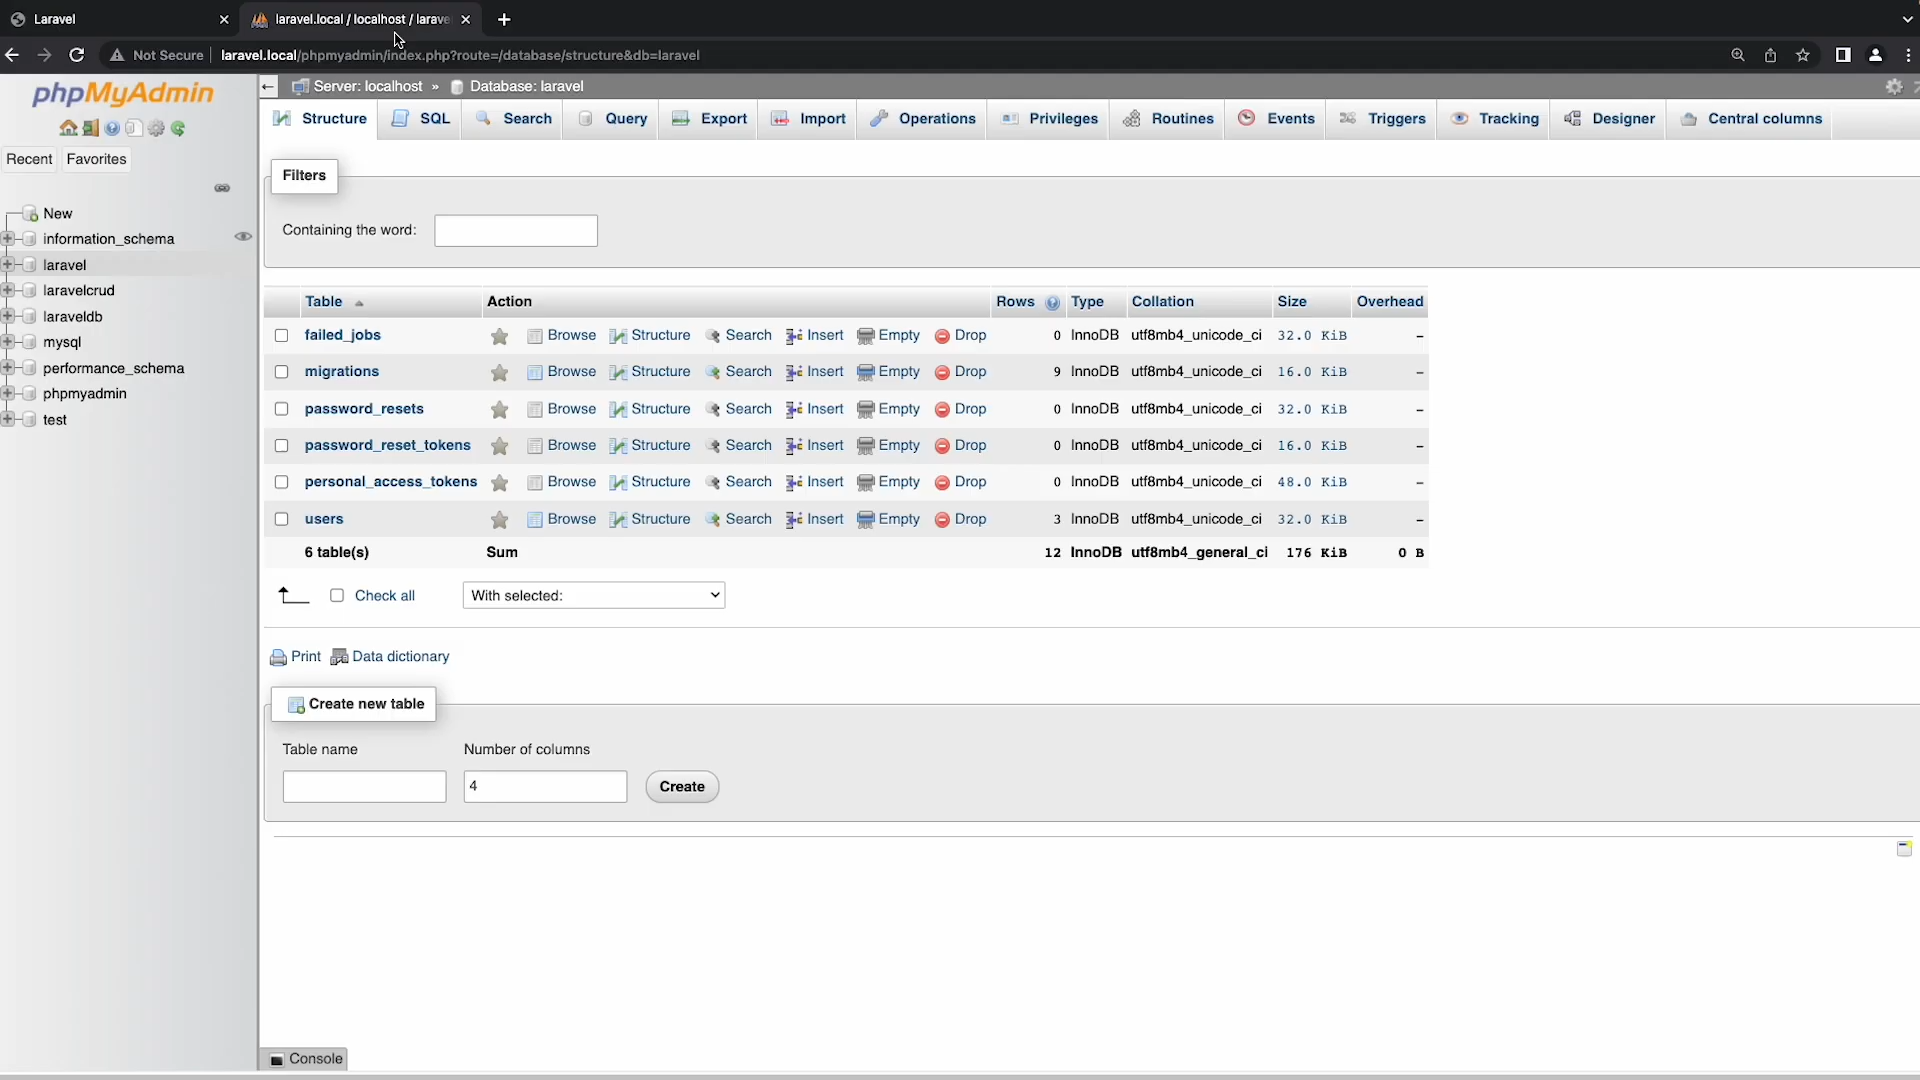 Laravel
laravel.local / localhost / larave
Not Secure laravel.local/phpmyadmin/index.php?route=/database/structure&db=laravel
phpMyAdmin
Recent Favorites
New
information_schema
laravel
laravelcrud
laraveldb
mysql
performance_schema
phpmyadmin
test
Server: localhost » Database: laravel
Structure SQL Search Query Export Import Operations Privileges Routines Events Triggers Tracking Designer Central columns
Filters
Containing the word:
Table Action Rows Type Collation Size Overhead
failed_jobs Browse Structure Search Insert Empty Drop 0 InnoDB utf8mb4_unicode_ci 32.0 KiB –
migrations Browse Structure Search Insert Empty Drop 9 InnoDB utf8mb4_unicode_ci 16.0 KiB –
password_resets Browse Structure Search Insert Empty Drop 0 InnoDB utf8mb4_unicode_ci 32.0 KiB –
password_reset_tokens Browse Structure Search Insert Empty Drop 0 InnoDB utf8mb4_unicode_ci 16.0 KiB –
personal_access_tokens Browse Structure Search Insert Empty Drop 0 InnoDB utf8mb4_unicode_ci 48.0 KiB –
users Browse Structure Search Insert Empty Drop 3 InnoDB utf8mb4_unicode_ci 32.0 KiB –
6 table(s) Sum 12 InnoDB utf8mb4_general_ci 176 KiB 0 B
Check all With selected:
Print Data dictionary
Create new table
Table name Number of columns
4 Create
Console